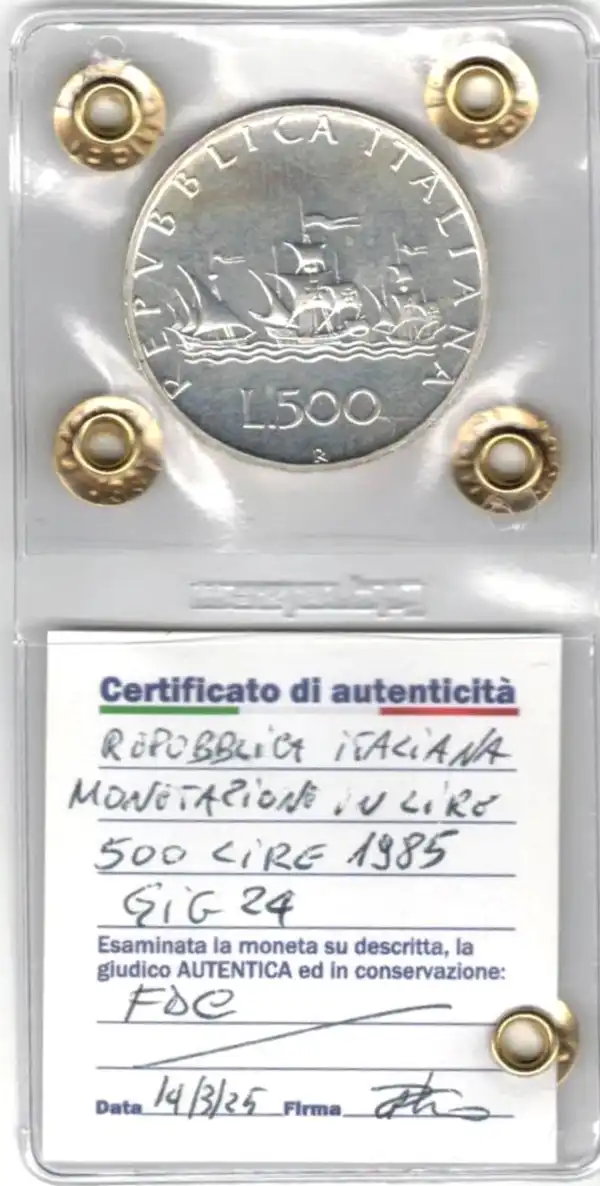 REPVBBLICA ITALIANA
L.500
R
Certificato di autenticità
REPUBBLICA ITALIANA
MONETAZIONE IN LIRE
500 LIRE 1985
GIG 24
Esaminata la moneta su descritta, la
giudico AUTENTICA ed in conservazione:
FDC
Data 14/3/25 Firma